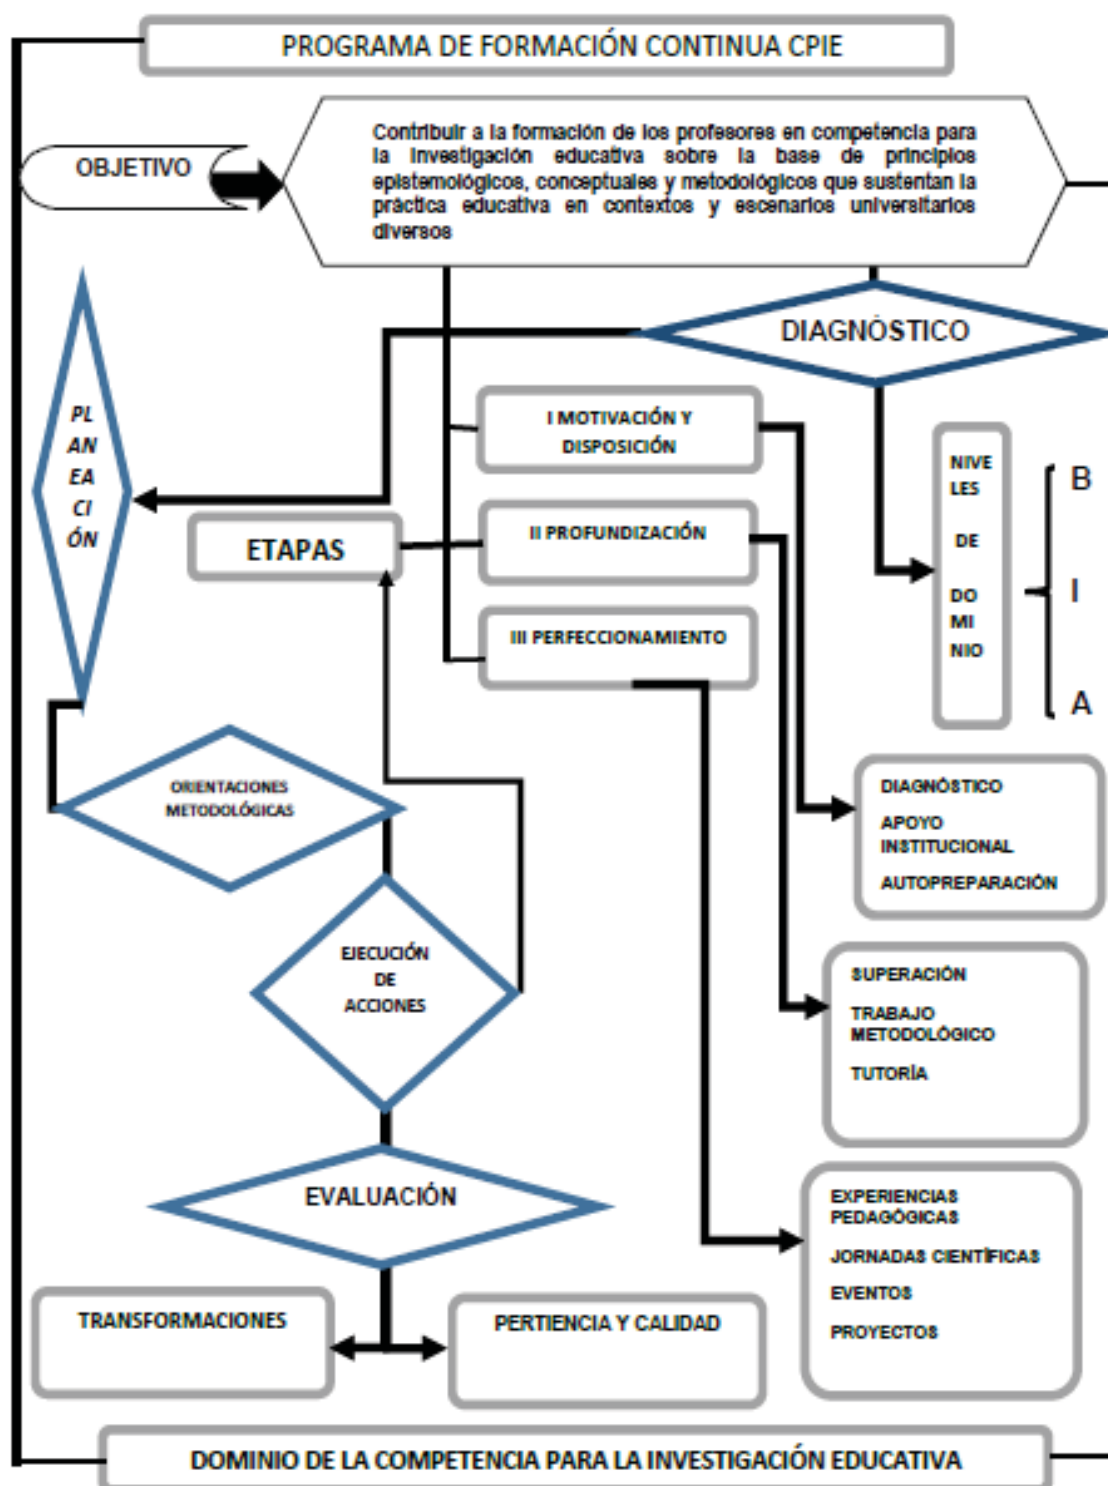 PROGRAMA DE FORMACIÓN CONTINUA CPIE
OBJETIVO
Contribuir a la formación de los profesores en competencia para
la investigación educativa sobre la base de principios
epistemológicos, conceptuales y metodológicos que sustentan la
práctica educativa en contextos y escenarios universitarios
diversos
DIAGNÓSTICO
PL
AN
EA
CI
ÓN
I MOTIVACIÓN Y
DISPOSICIÓN
ETAPAS
II PROFUNDIZACIÓN
III PERFECCIONAMIENTO
NIVE
LES
DE
DO
MI
NIO
B
I
A
ORIENTACIONES
METODOLÓGICAS
DIAGNÓSTICO
APOYO
INSTITUCIONAL
AUTOPREPARACIÓN
EJECUCIÓN
DE
ACCIONES
SUPERACIÓN
TRABAJO
METODOLÓGICO
TUTORÍA
EVALUACIÓN
EXPERIENCIAS
PEDAGÓGICAS
JORNADAS CIENTÍFICAS
EVENTOS
PROYECTOS
TRANSFORMACIONES
PERTIENCIA Y CALIDAD
DOMINIO DE LA COMPETENCIA PARA LA INVESTIGACIÓN EDUCATIVA